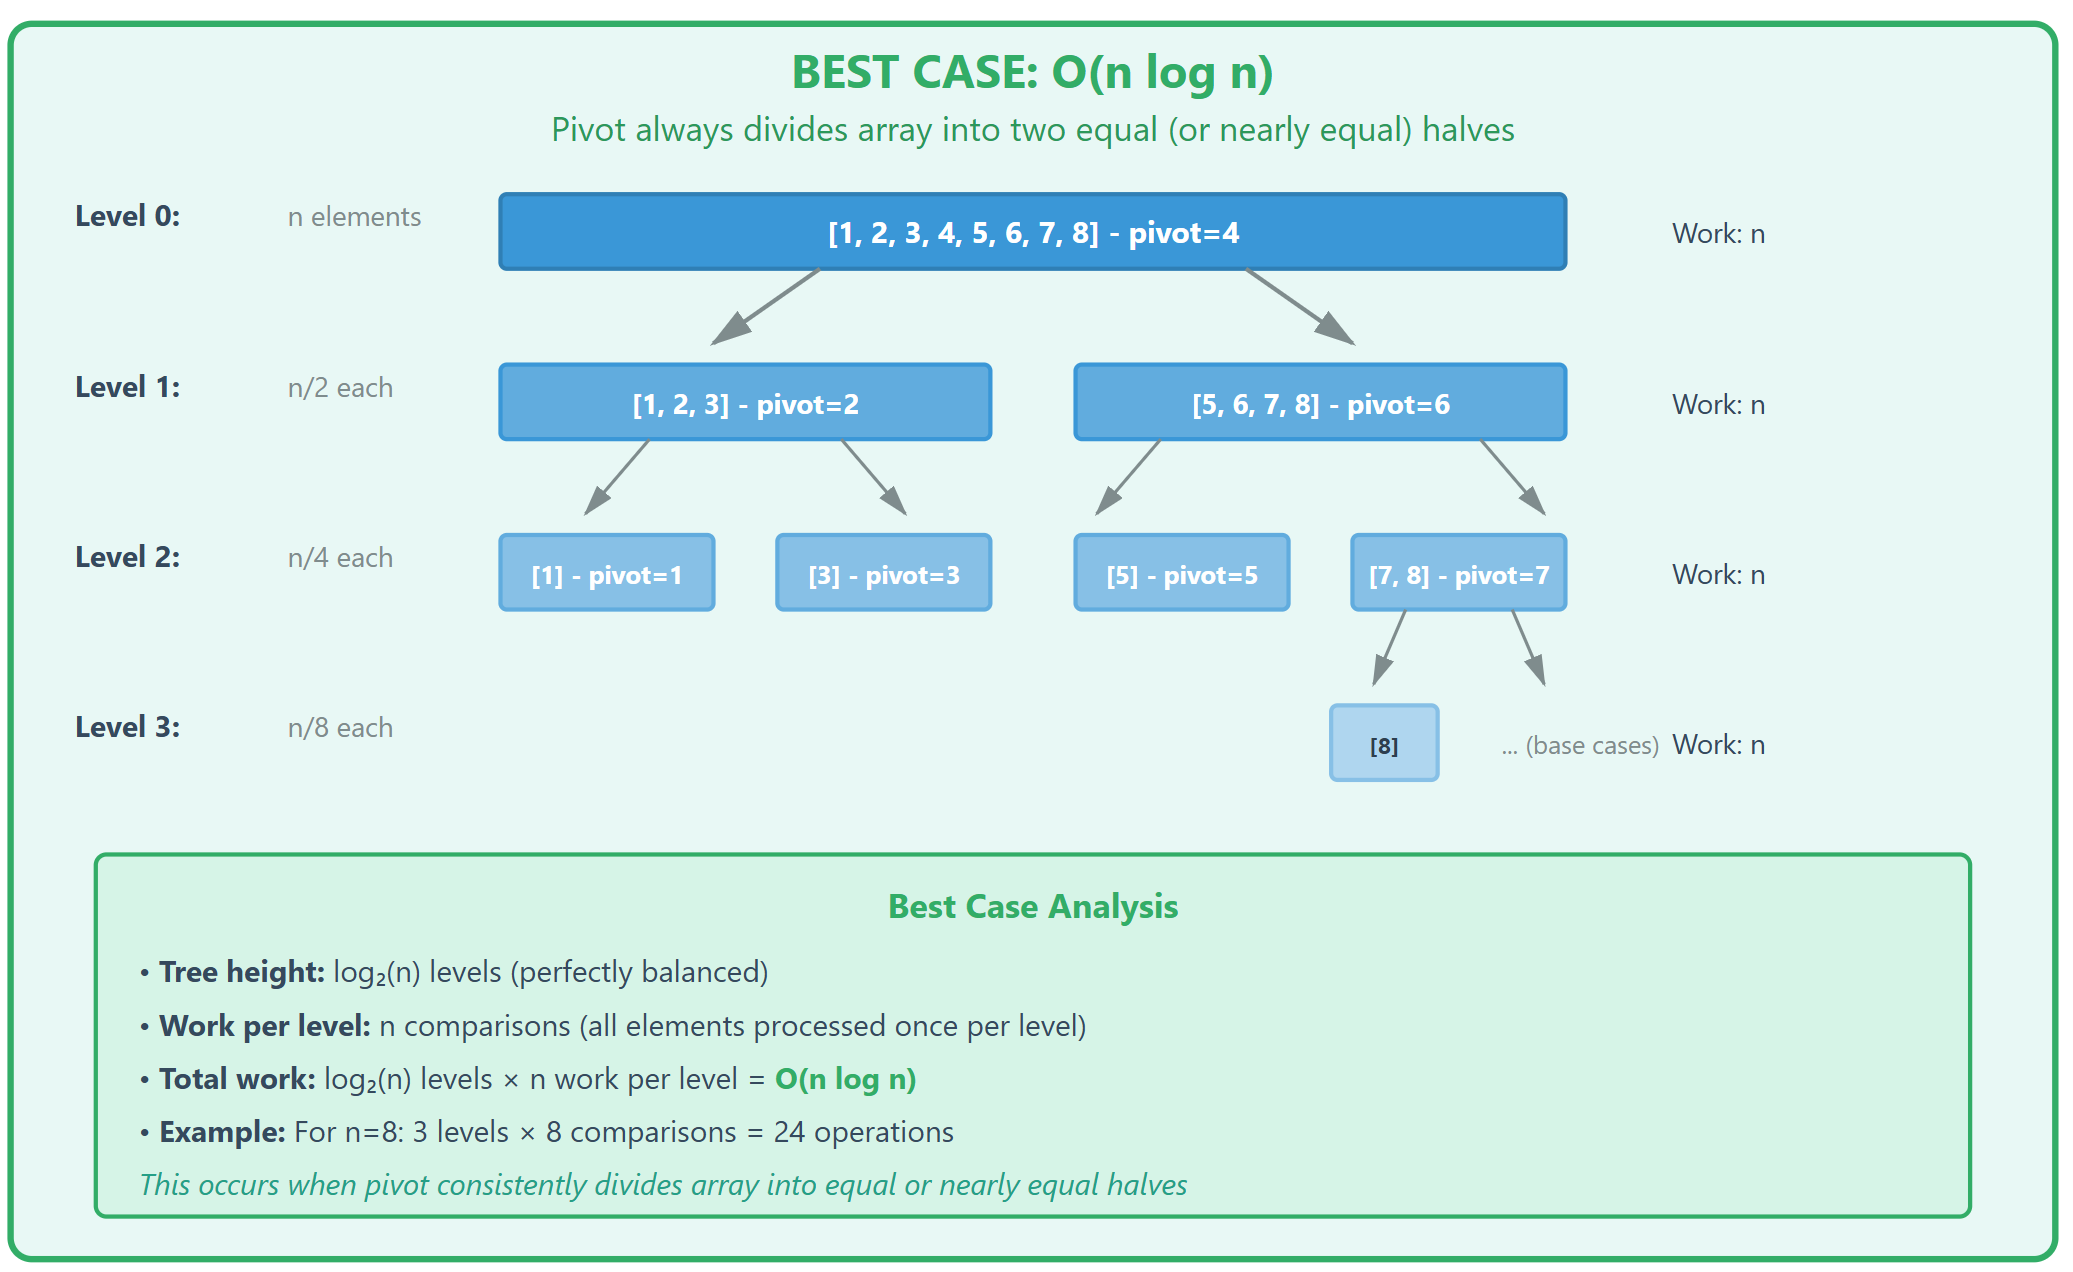 BEST CASE: O(n log n)
Pivot always divides array into two equal (or nearly equal) halves
Level 0:
n elements
[1, 2, 3, 4, 5, 6, 7, 8] - pivot=4
Work: n
Level 1:
n/2 each
[1, 2, 3] - pivot=2
[5, 6, 7, 8] - pivot=6
Work: n
Level 2:
n/4 each
[1] - pivot=1
[3] - pivot=3
[5] - pivot=5
[7, 8] - pivot=7
Work: n
Level 3:
n/8 each
[8]
... (base cases)
Work: n
Best Case Analysis
• Tree height: log₂(n) levels (perfectly balanced)
• Work per level: n comparisons (all elements processed once per level)
• Total work: log₂(n) levels × n work per level = O(n log n)
• Example: For n=8: 3 levels × 8 comparisons = 24 operations
This occurs when pivot consistently divides array into equal or nearly equal halves